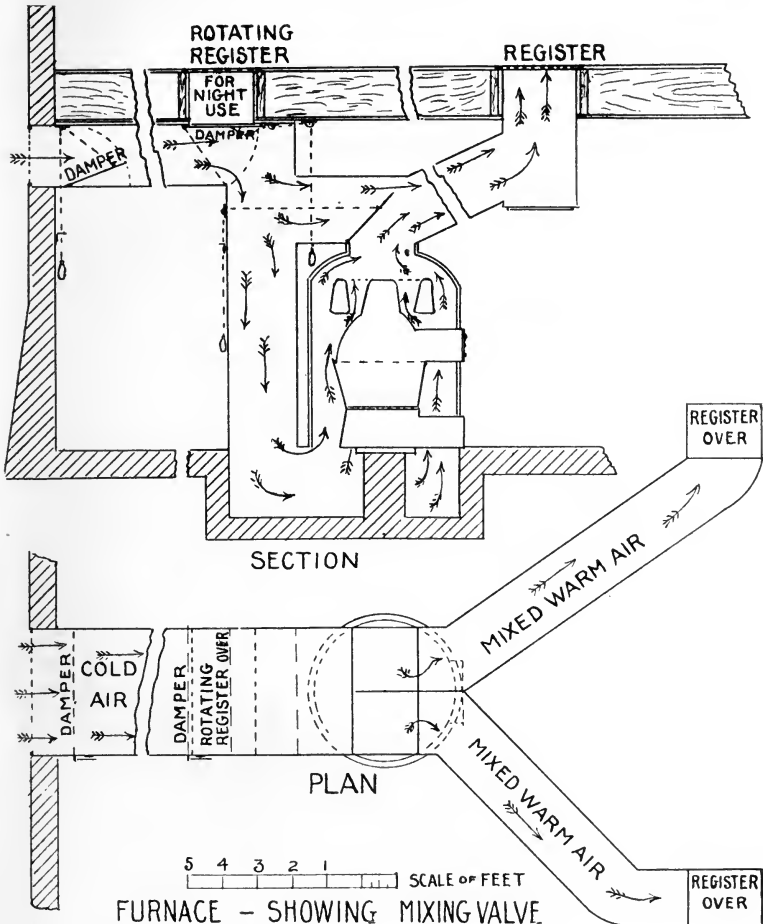 ROTATING
REGISTER
REGISTER
FOR
NIGHT
USE
DAMPER
DAMPER
SECTION
REGISTER
OVER
MIXED WARM AIR
DAMPER
COLD
AIR
DAMPER
ROTATING
REGISTER OVER
PLAN
MIXED WARM AIR
5 4 3 2 1 SCALE OF FEET
REGISTER
OVER
FURNACE - SHOWING MIXING VALVE